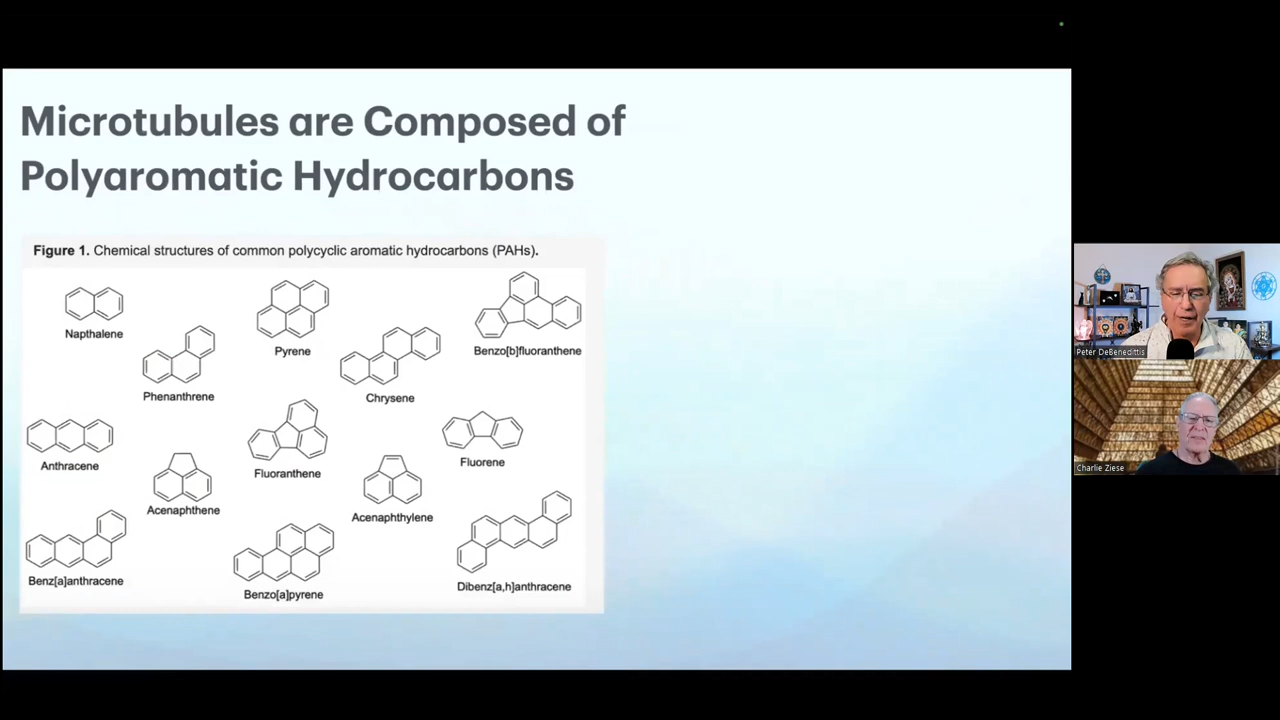 Microtubules are Composed of
Polyaromatic Hydrocarbons
Figure 1. Chemical structures of common polycyclic aromatic hydrocarbons (PAHs).
Napthalene
Pyrene
Benzo[b]fluoranthene
Phenanthrene
Chrysene
Anthracene
Fluoranthene
Fluorene
Acenaphthene
Acenaphthylene
Benz[a]anthracene
Benzo[a]pyrene
Dibenz[a,h]anthracene
Peter DeBenedittis
Charlie Ziese